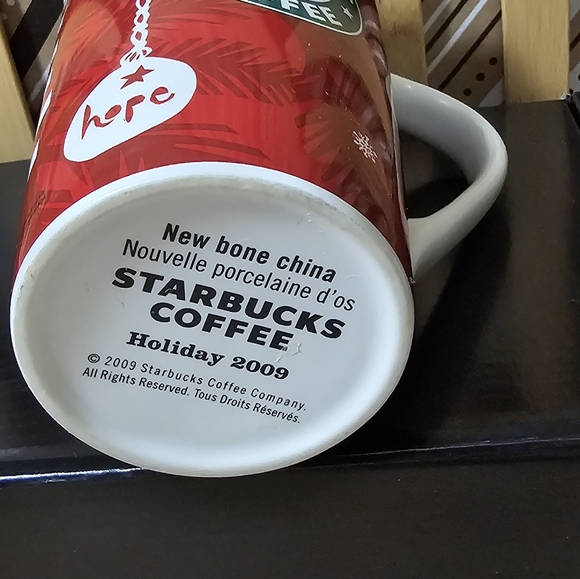 FFEE
hope
New bone china
Nouvelle porcelaine d'os
STARBUCKS
COFFEE
Holiday 2009
© 2009 Starbucks Coffee Company.
All Rights Reserved. Tous Droits Réservés.